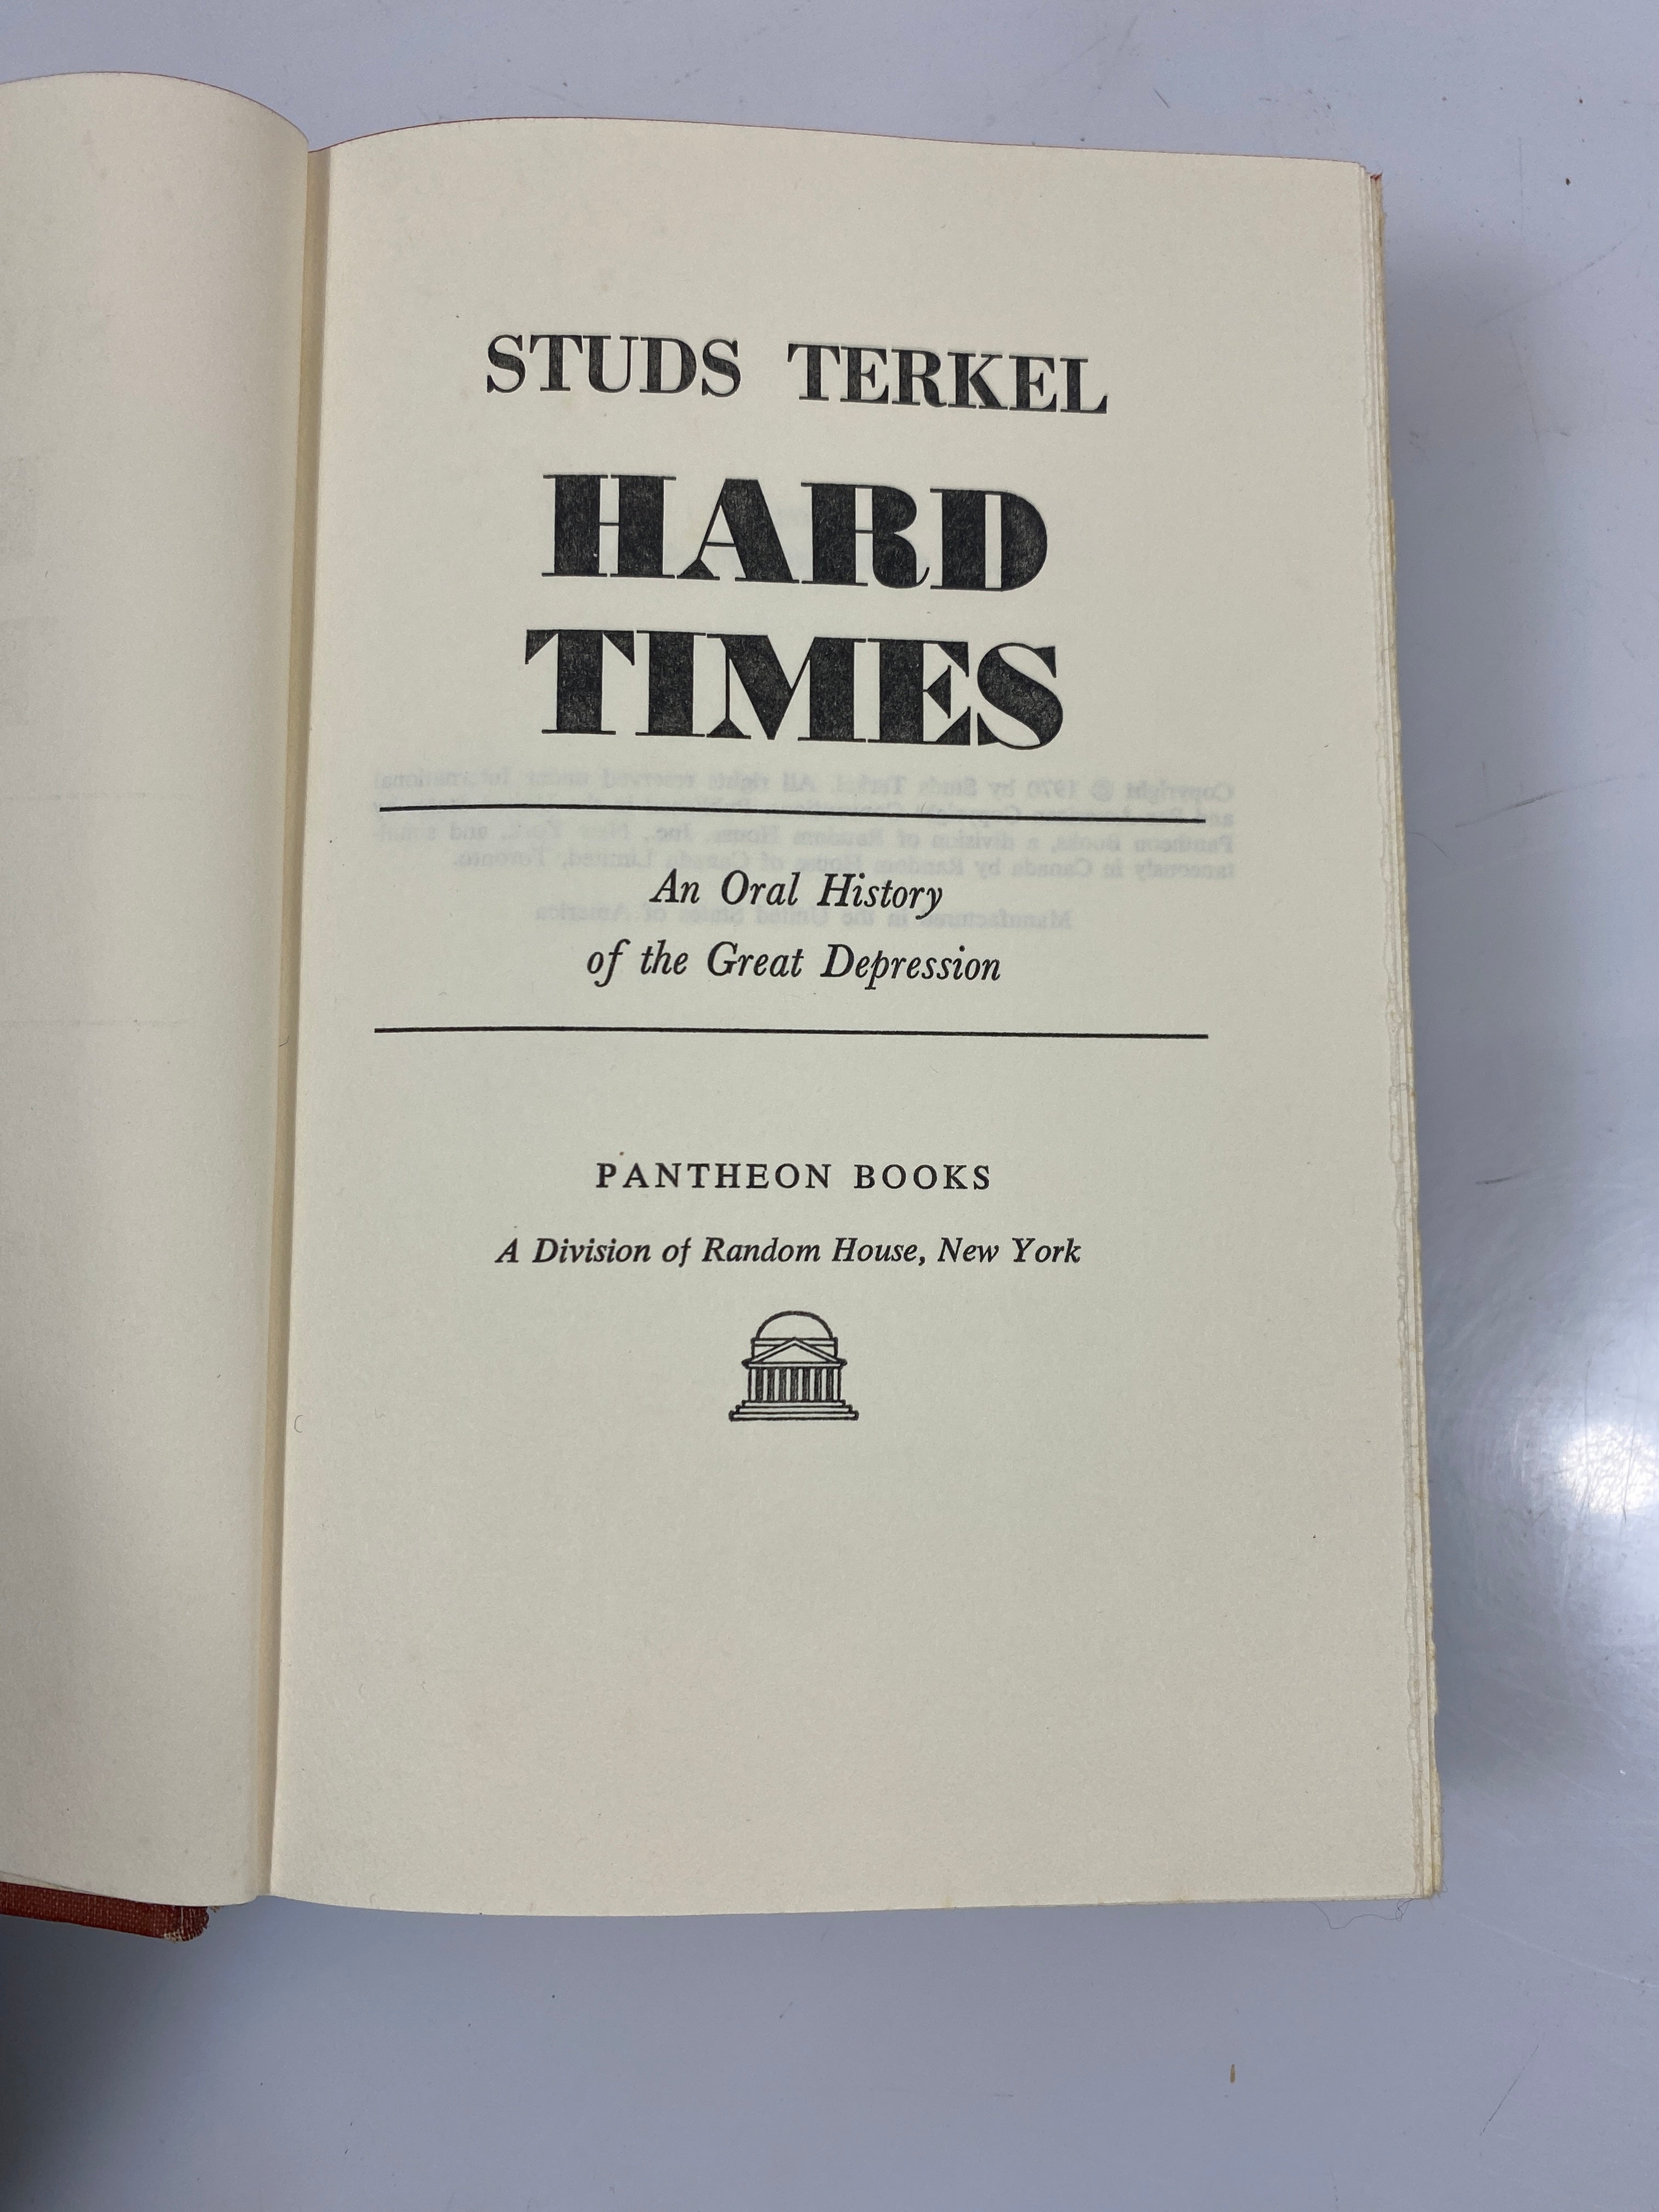 STUDS TERKEL
HARD
TIMES
An Oral History
of the Great Depression
PANTHEON BOOKS
A Division of Random House, New York